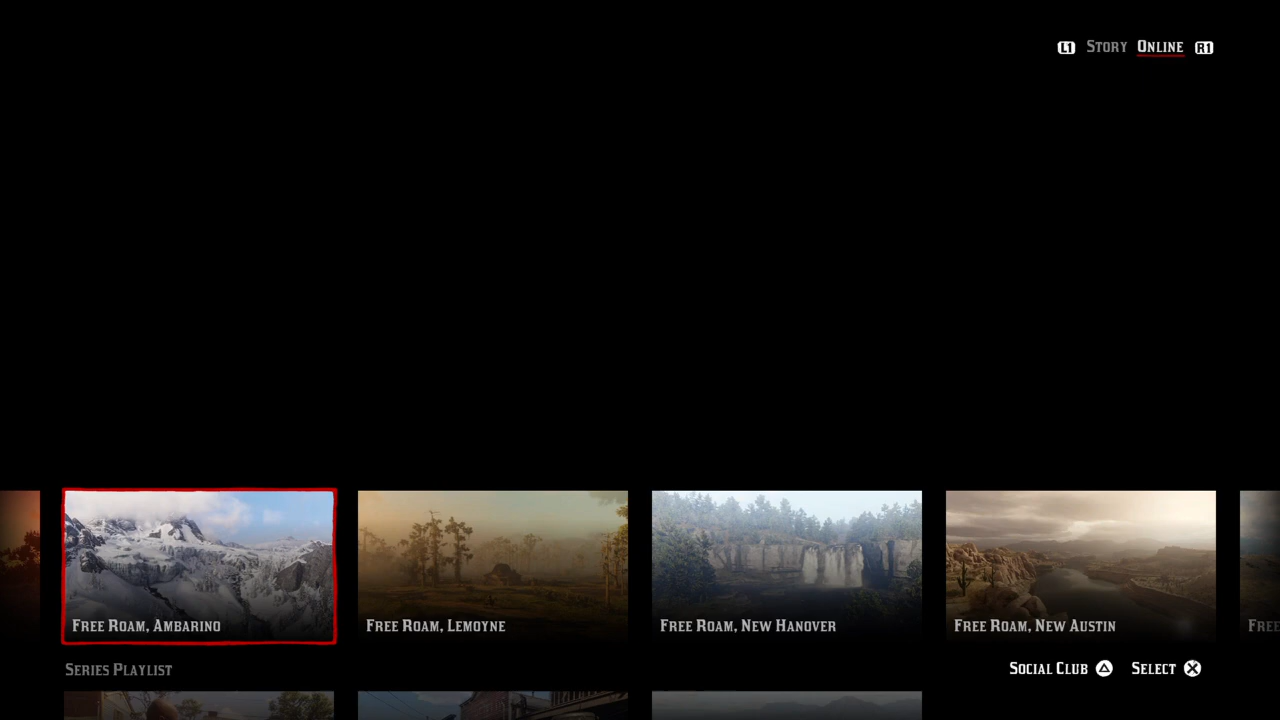 L1 Story Online R1
Free Roam, Ambarino
Free Roam, Lemoyne
Free Roam, New Hanover
Free Roam, New Austin
Free
Series Playlist
Social Club
Select